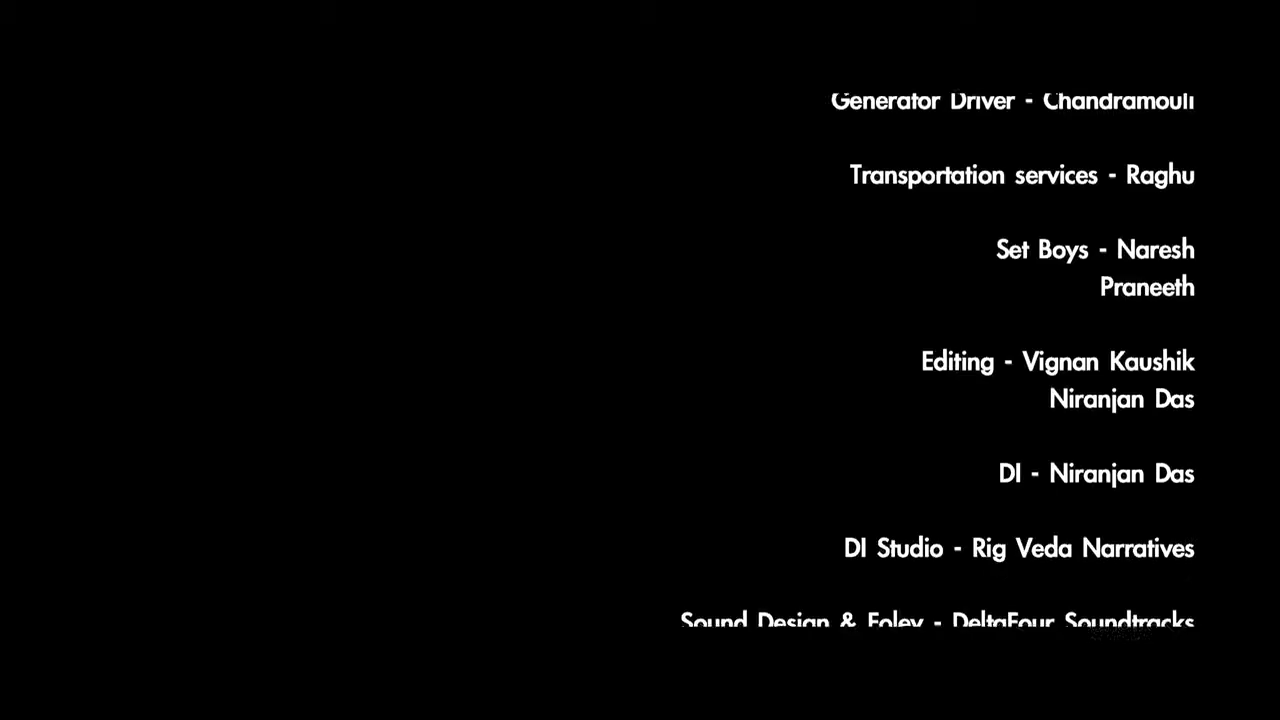 Generator Driver - Chandramouli
Transportation services - Raghu
Set Boys - Naresh
Praneeth
Editing - Vignan Kaushik
Niranjan Das
DI - Niranjan Das
DI Studio - Rig Veda Narratives
Sound Design & Foley - DeltaFour Soundtracks